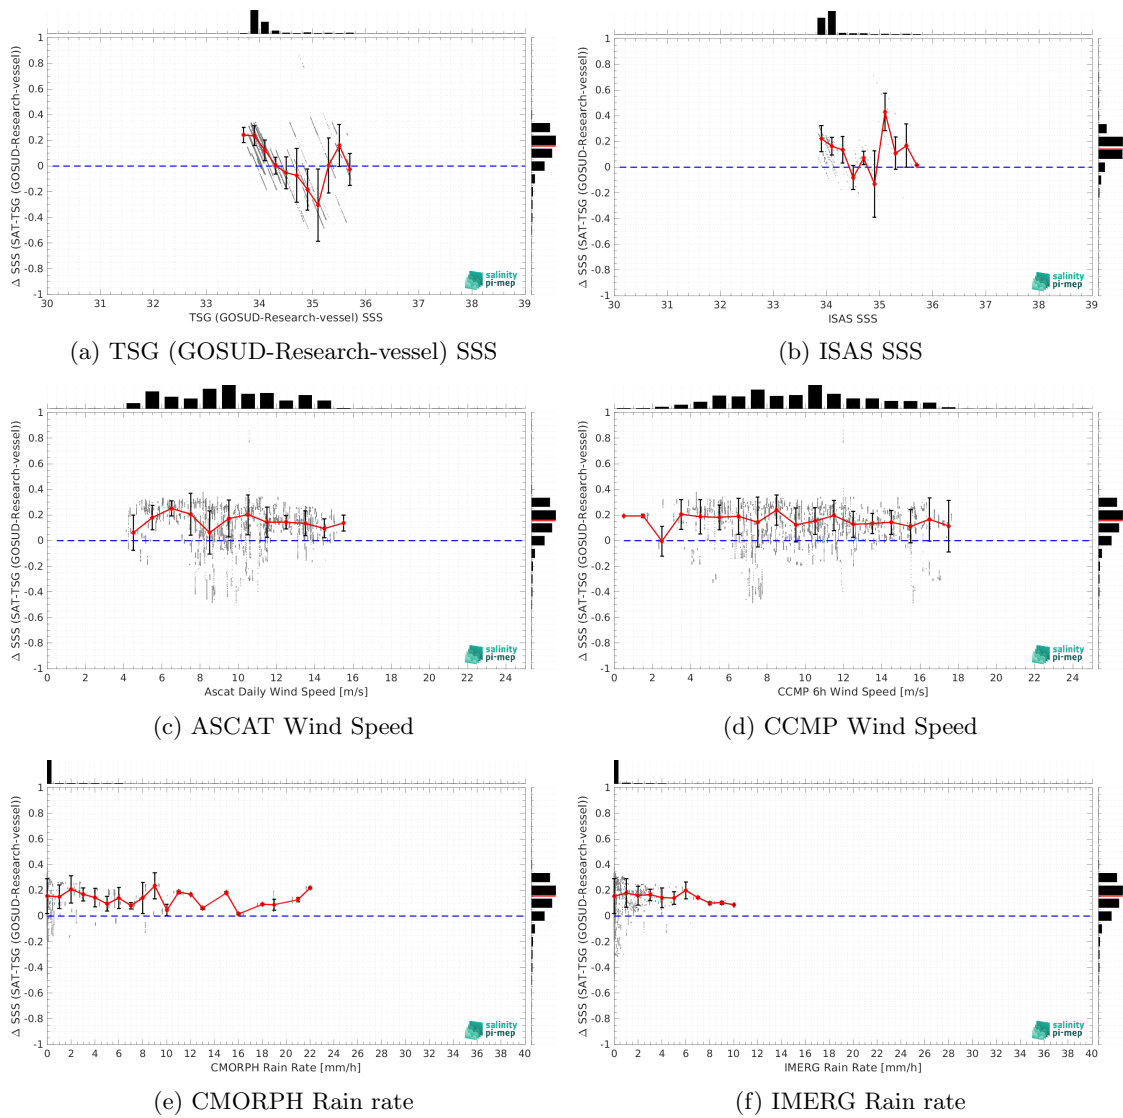 1
0.8
0.6
0.4
0.2
0
-0.2
-0.4
-0.6
-0.8
-1
Δ SSS (SAT-TSG (GOSUD-Research-vessel))
30 31 32 33 34 35 36 37 38 39
TSG (GOSUD-Research-vessel) SSS
salinity
pi-mep
(a) TSG (GOSUD-Research-vessel) SSS
1
0.8
0.6
0.4
0.2
0
-0.2
-0.4
-0.6
-0.8
-1
Δ SSS (SAT-TSG (GOSUD-Research-vessel))
30 31 32 33 34 35 36 37 38 39
ISAS SSS
salinity
pi-mep
(b) ISAS SSS
1
0.8
0.6
0.4
0.2
0
-0.2
-0.4
-0.6
-0.8
-1
Δ SSS (SAT-TSG (GOSUD-Research-vessel))
0 2 4 6 8 10 12 14 16 18 20 22 24
Ascat Daily Wind Speed [m/s]
salinity
pi-mep
(c) ASCAT Wind Speed
1
0.8
0.6
0.4
0.2
0
-0.2
-0.4
-0.6
-0.8
-1
Δ SSS (SAT-TSG (GOSUD-Research-vessel))
0 2 4 6 8 10 12 14 16 18 20 22 24
CCMP 6h Wind Speed [m/s]
salinity
pi-mep
(d) CCMP Wind Speed
1
0.8
0.6
0.4
0.2
0
-0.2
-0.4
-0.6
-0.8
-1
Δ SSS (SAT-TSG (GOSUD-Research-vessel))
0 2 4 6 8 10 12 14 16 18 20 22 24 26 28 30 32 34 36 38 40
CMORPH Rain Rate [mm/h]
salinity
pi-mep
(e) CMORPH Rain rate
1
0.8
0.6
0.4
0.2
0
-0.2
-0.4
-0.6
-0.8
-1
Δ SSS (SAT-TSG (GOSUD-Research-vessel))
0 2 4 6 8 10 12 14 16 18 20 22 24 26 28 30 32 34 36 38 40
IMERG Rain Rate [mm/h]
salinity
pi-mep
(f) IMERG Rain rate